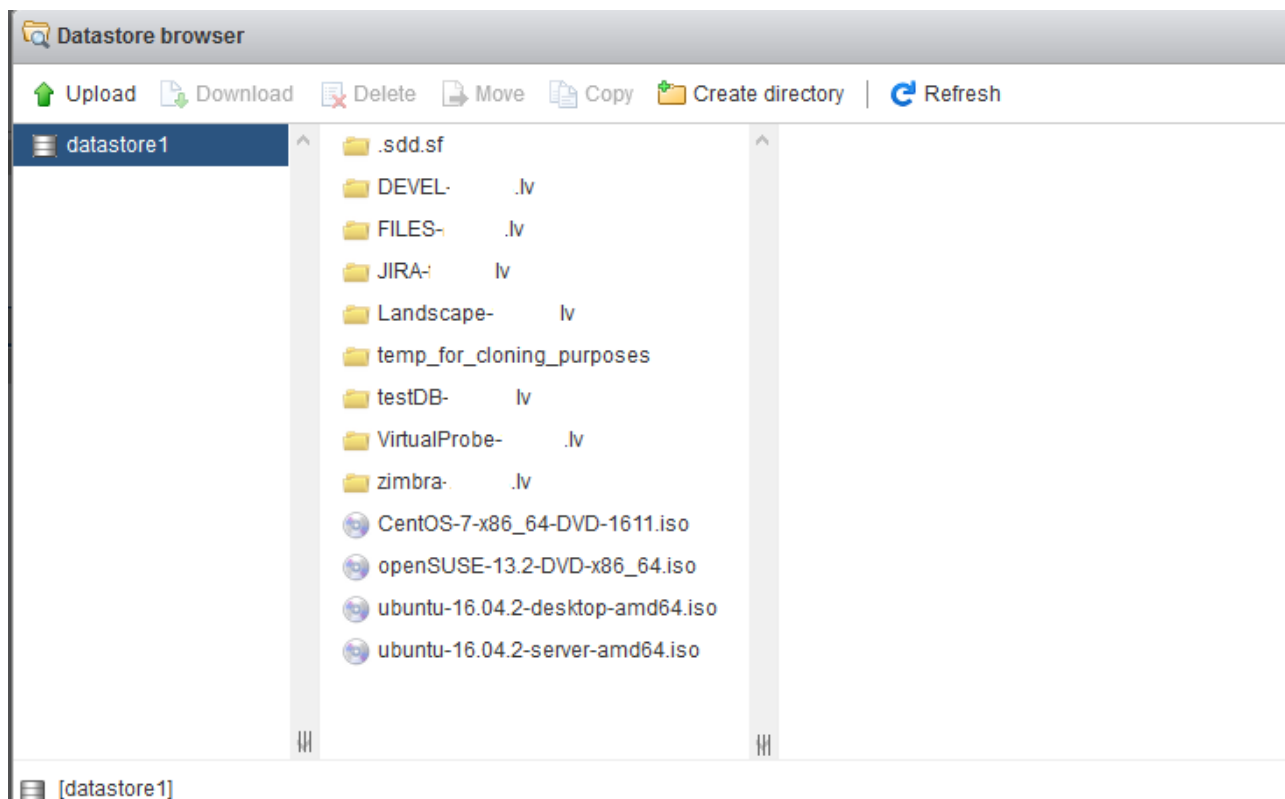 Datastore browser
Upload Download Delete Move Copy Create directory Refresh
datastore1
.sdd.sf
DEVEL- .lv
FILES- .lv
JIRA- lv
Landscape- lv
temp_for_cloning_purposes
testDB- lv
VirtualProbe- .lv
zimbra- .lv
CentOS-7-x86_64-DVD-1611.iso
openSUSE-13.2-DVD-x86_64.iso
ubuntu-16.04.2-desktop-amd64.iso
ubuntu-16.04.2-server-amd64.iso
[datastore1]